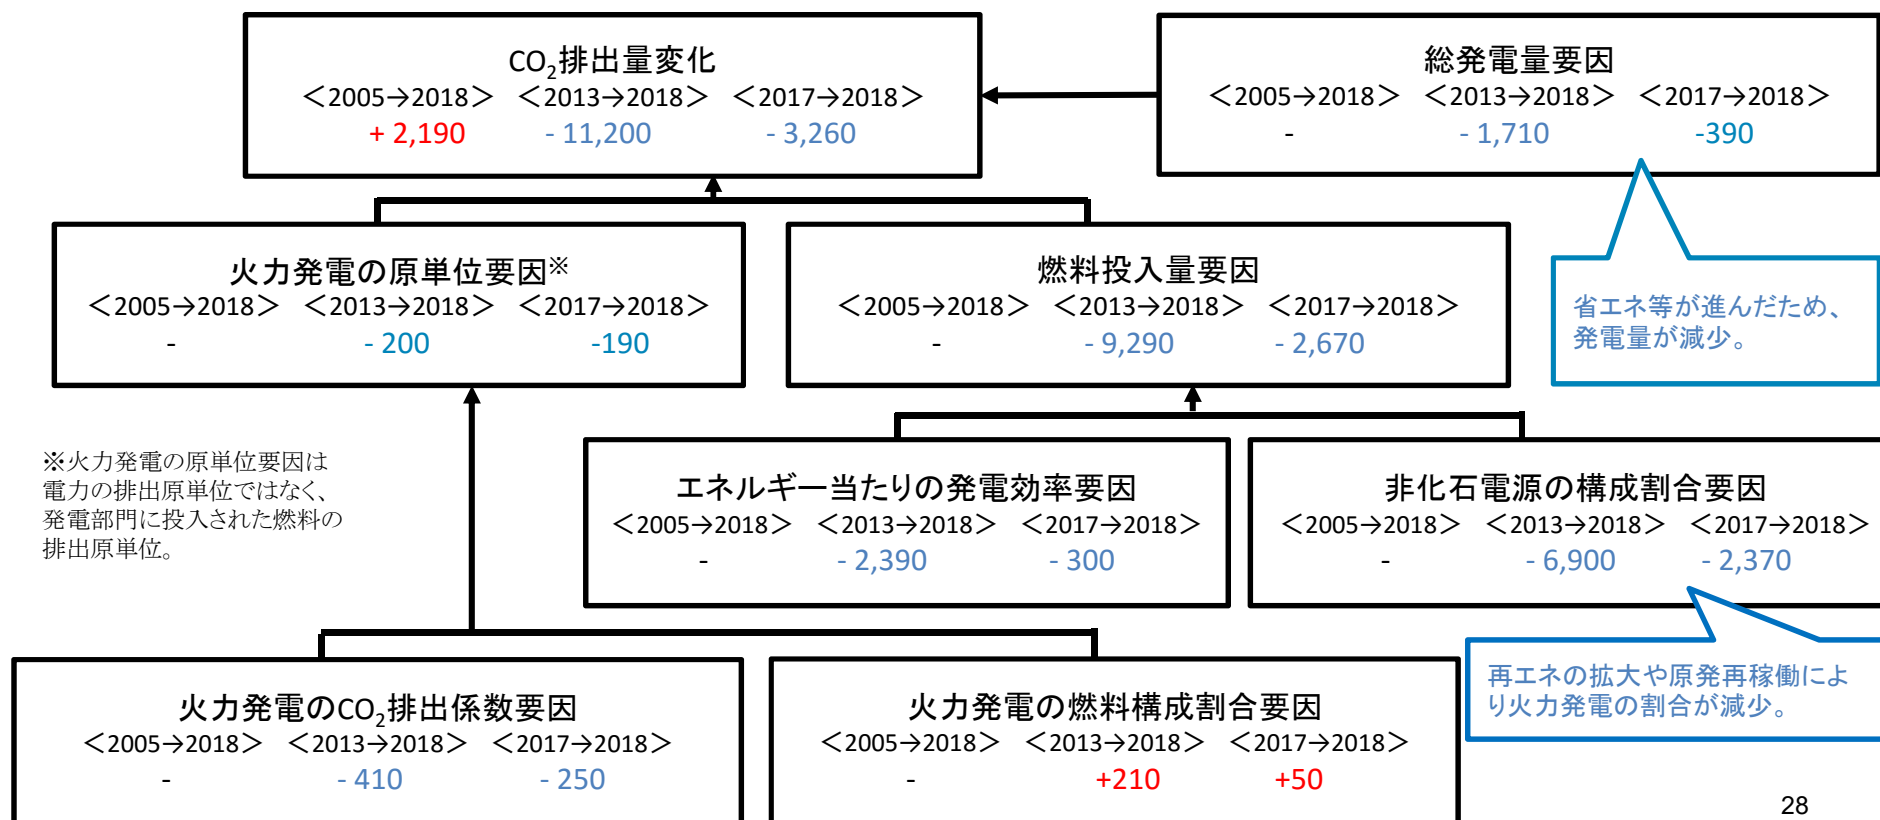 CO₂排出量変化
＜2005→2018＞ ＜2013→2018＞ ＜2017→2018＞
+ 2,190 - 11,200 - 3,260
総発電量要因
＜2005→2018＞ ＜2013→2018＞ ＜2017→2018＞
- - 1,710 -390
火力発電の原単位要因※
＜2005→2018＞ ＜2013→2018＞ ＜2017→2018＞
- - 200 -190
燃料投入量要因
＜2005→2018＞ ＜2013→2018＞ ＜2017→2018＞
- - 9,290 - 2,670
省エネ等が進んだため、
発電量が減少。
※火力発電の原単位要因は
電力の排出原単位ではなく、
発電部門に投入された燃料の
排出原単位。
エネルギー当たりの発電効率要因
＜2005→2018＞ ＜2013→2018＞ ＜2017→2018＞
- - 2,390 - 300
非化石電源の構成割合要因
＜2005→2018＞ ＜2013→2018＞ ＜2017→2018＞
- - 6,900 - 2,370
再エネの拡大や原発再稼働によ
り火力発電の割合が減少。
火力発電のCO₂排出係数要因
＜2005→2018＞ ＜2013→2018＞ ＜2017→2018＞
- - 410 - 250
火力発電の燃料構成割合要因
＜2005→2018＞ ＜2013→2018＞ ＜2017→2018＞
- +210 +50
28